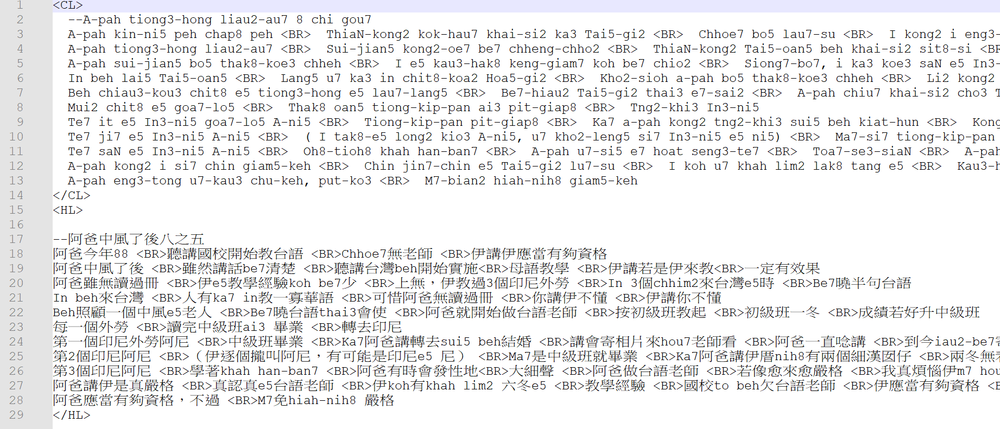 1 <CL>
2 --A-pah tiong3-hong liau2-au7 8 chi gou7
3 A-pah kin-ni5 peh chap8 peh <BR> ThiaN-kong2 kok-hau7 khai-si2 ka3 Tai5-gi2 <BR> Chhoe7 bo5 lau7-su <BR> I kong2 i eng3-
4 A-pah tiong3-hong liau2-au7 <BR> Sui-jian5 kong2-oe7 be7 chheng-chho2 <BR> ThiaN-kong2 Tai5-oan5 beh khai-si2 sit8-si <BR
5 A-pah sui-jian5 bo5 thak8-koe3 chheh <BR> I e5 kau3-hak8 keng-giam7 koh be7 chio2 <BR> Siong7-bo7, i ka3 koe3 saN e5 In3-
6 In beh lai5 Tai5-oan5 <BR> Lang5 u7 ka3 in chit8-koa2 Hoa5-gi2 <BR> Kho2-sioh a-pah bo5 thak8-koe3 chheh <BR> Li2 kong2
7 Beh chiau3-kou3 chit8 e5 tiong3-hong e5 lau7-lang5 <BR> Be7-hiau2 Tai5-gi2 thai3 e7-sai2 <BR> A-pah chiu7 khai-si2 cho3 T
8 Mui2 chit8 e5 goa7-lo5 <BR> Thak8 oan5 tiong-kip-pan ai3 pit-giap8 <BR> Tng2-khi3 In3-ni5
9 Te7 it e5 In3-ni5 goa7-lo5 A-ni5 <BR> Tiong-kip-pan pit-giap8 <BR> Ka7 a-pah kong2 tng2-khi3 sui5 beh kiat-hun <BR> Kong
10 Te7 ji7 e5 In3-ni5 A-ni5 <BR> ( I tak8-e5 long2 kio3 A-ni5, u7 kho2-leng5 si7 In3-ni5 e5 ni5) <BR> Ma7-si7 tiong-kip-pan
11 Te7 saN e5 In3-ni5 A-ni5 <BR> Oh8-tioh8 khah han-ban7 <BR> A-pah u7-si5 e7 hoat seng3-te7 <BR> Toa7-se3-siaN <BR> A-pah
12 A-pah kong2 i si7 chin giam5-keh <BR> Chin jin7-chin e5 Tai5-gi2 lu7-su <BR> I koh u7 khah lim2 lak8 tang e5 <BR> Kau3-h
13 A-pah eng3-tong u7-kau3 chu-keh, put-ko3 <BR> M7-bian2 hiah-nih8 giam5-keh
14 </CL>
15 <HL>
16
17 --阿爸中風了後八之五
18 阿爸今年88 <BR>聽講國校開始教台語 <BR>Chhoe7無老師 <BR>伊講伊應當有夠資格
19 阿爸中風了後 <BR>雖然講話be7清楚 <BR>聽講台灣beh開始實施<BR>母語教學 <BR>伊講若是伊來教<BR>一定有效果
20 阿爸雖無讀過冊 <BR>伊e5教學經驗koh be7少 <BR>上無，伊教過3個印尼外勞 <BR>In 3個chhim2來台灣e5時 <BR>Be7曉半句台語
21 In beh來台灣 <BR>人有ka7 in教一寡華語 <BR>可惜阿爸無讀過冊 <BR>你講伊不懂 <BR>伊講你不懂
22 Beh照顧一個中風e5老人 <BR>Be7曉台語thai3會使 <BR>阿爸就開始做台語老師 <BR>按初級班教起 <BR>初級班一冬 <BR>成績若好升中級班
23 每一個外勞 <BR>讀完中級班ai3 畢業 <BR>轉去印尼
24 第一個印尼外勞阿尼 <BR>中級班畢業 <BR>Ka7阿爸講轉去sui5 beh結婚 <BR>講會寄相片來hou7老師看 <BR>阿爸一直唸講 <BR>到今iau2-be7寄
25 第2個印尼阿尼 <BR>（伊逐個攏叫阿尼，有可能是印尼e5 尼） <BR>Ma7是中級班就畢業 <BR>Ka7阿爸講伊厝nih8有兩個細漢囡仔 <BR>兩冬無看
26 第3個印尼阿尼 <BR>學著khah han-ban7 <BR>阿爸有時會發性地<BR>大細聲 <BR>阿爸做台語老師 <BR>若像愈來愈嚴格 <BR>我真煩惱伊m7 hou
27 阿爸講伊是真嚴格 <BR>真認真e5台語老師 <BR>伊koh有khah lim2 六冬e5 <BR>教學經驗 <BR>國校to beh欠台語老師 <BR>伊應當有夠資格 <B
28 阿爸應當有夠資格，不過 <BR>M7免hiah-nih8 嚴格
29 </HL>